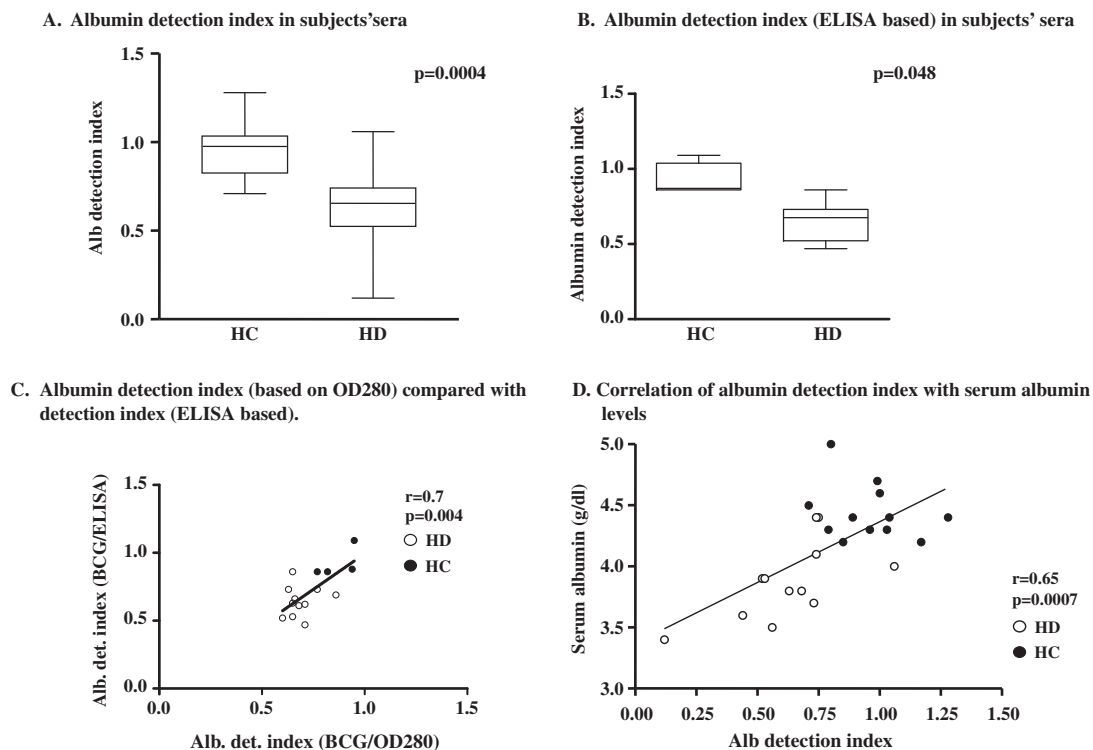 A. Albumin detection index in subjects'sera
p=0.0004
Alb detection index
1.5
1.0
0.5
0.0
HC HD
B. Albumin detection index (ELISA based) in subjects' sera
p=0.048
Albumin detection index
1.5
1.0
0.5
0.0
HC HD
C. Albumin detection index (based on OD280) compared with
detection index (ELISA based).
Alb. det. index (BCG/ELISA)
1.5
1.0
0.5
0.0
r=0.7
p=0.004
HD
HC
0.0 0.5 1.0 1.5
Alb. det. index (BCG/OD280)
D. Correlation of albumin detection index with serum albumin
levels
Serum albumin (g/dl)
5.0
4.5
4.0
3.5
3.0
r=0.65
p=0.0007
HD
HC
0.00 0.25 0.50 0.75 1.00 1.25 1.50
Alb detection index